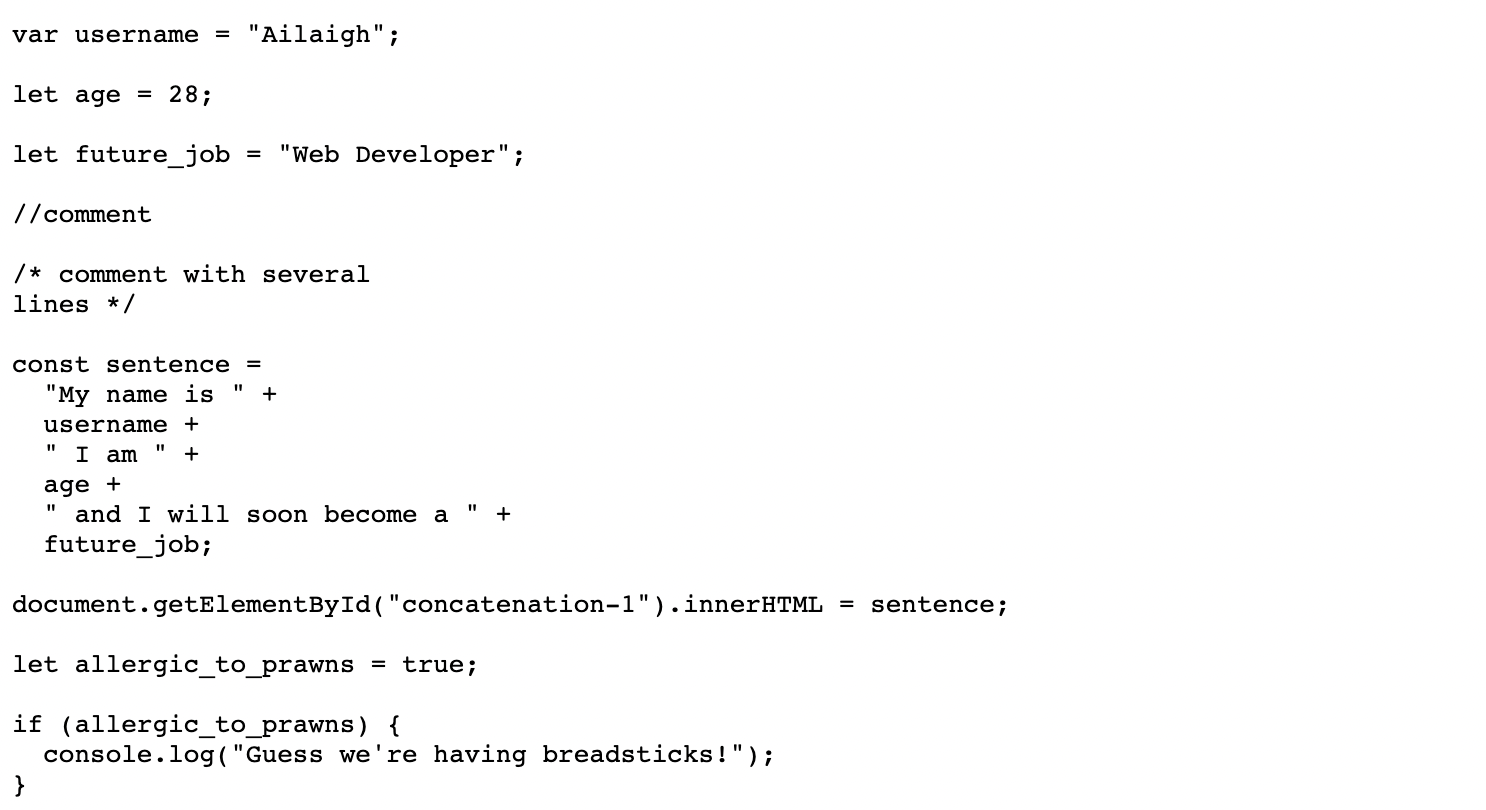 var username = "Ailaigh";
let age = 28;
let future_job = "Web Developer";
//comment
/* comment with several
lines */
const sentence =
  "My name is " +
  username +
  " I am " +
  age +
  " and I will soon become a " +
  future_job;
document.getElementById("concatenation-1").innerHTML = sentence;
let allergic_to_prawns = true;
if (allergic_to_prawns) {
  console.log("Guess we're having breadsticks!");
}